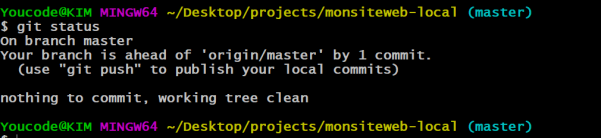 Youcode@KIM MINGW64 ~/Desktop/projects/monsiteweb-local (master)
$ git status
On branch master
Your branch is ahead of 'origin/master' by 1 commit.
  (use "git push" to publish your local commits)

nothing to commit, working tree clean

Youcode@KIM MINGW64 ~/Desktop/projects/monsiteweb-local (master)
$